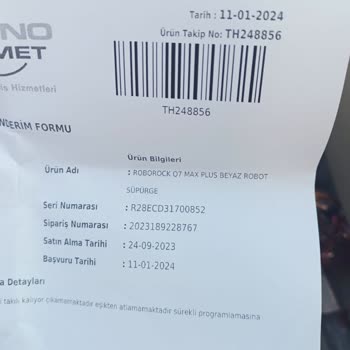 Tarih : 11-01-2024
NO
Ürün Takip No: TH248856
MET
is Hizmetleri
TH248856
NDERİM FORMU
Ürün Bilgileri
Ürün Adı : ROBOROCK Q7 MAX PLUS BEYAZ ROBOT
SÜPÜRGE
Seri Numarası : R28ECD31700852
Sipariş Numarası : 2023189228767
Satın Alma Tarihi : 24-09-2023
Başvuru Tarihi : 11-01-2024
a Detayları
takılı kalıyor çıkamamaktadır eşikten atlamamaktadır sürekli programlamasına